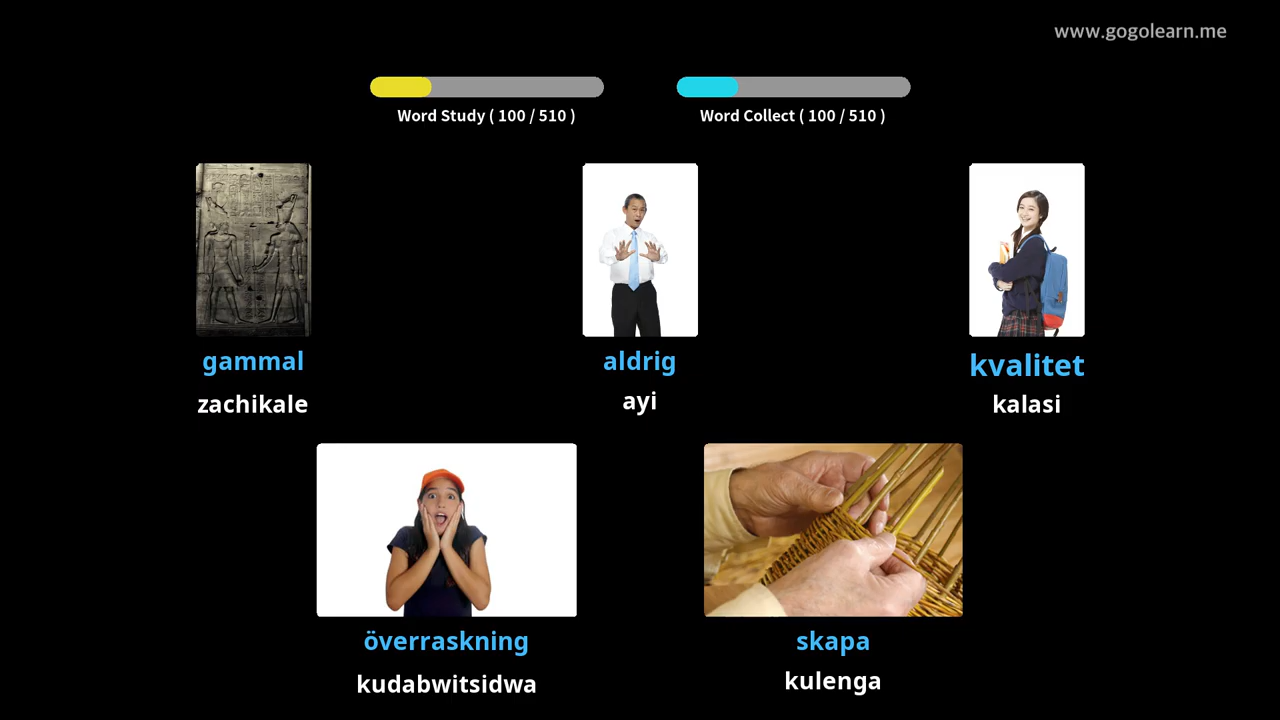 www.gogolearn.me
Word Study ( 100 / 510 )
Word Collect ( 100 / 510 )
gammal
aldrig
kvalitet
zachikale
ayi
kalasi
överraskning
skapa
kudabwitsidwa
kulenga